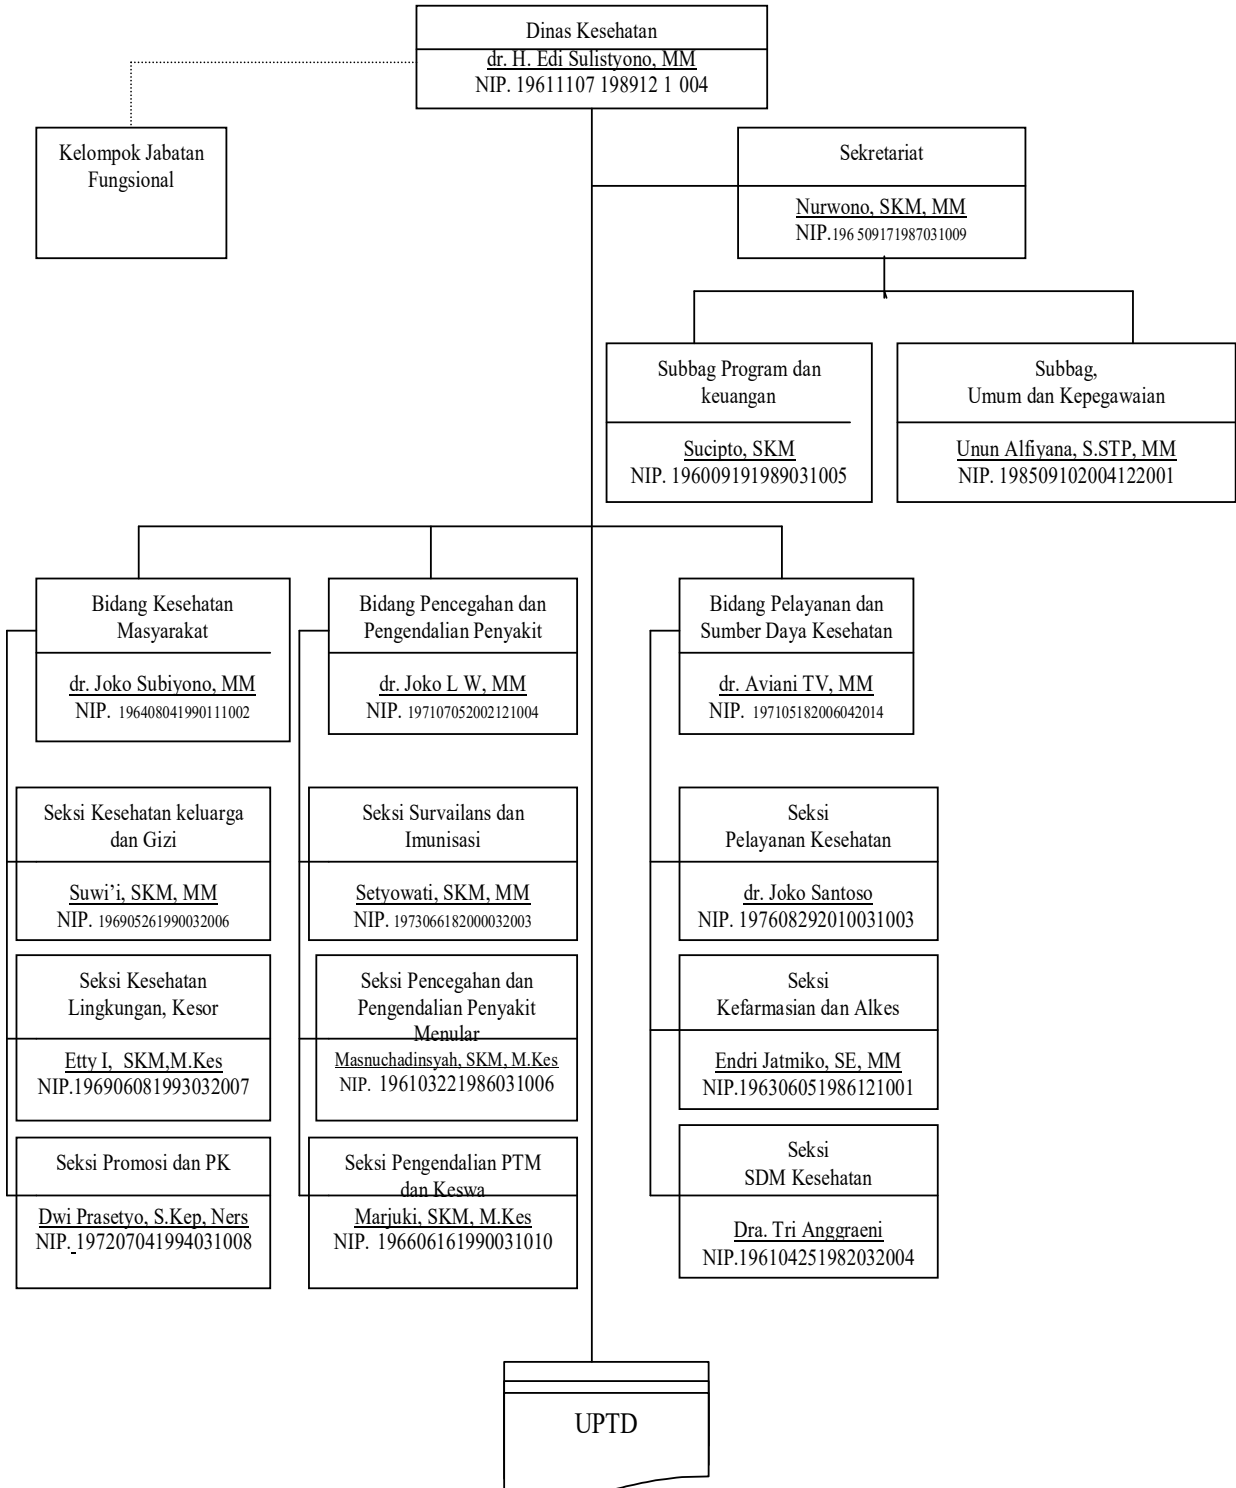 Dinas Kesehatan
dr. H. Edi Sulistyono, MM
NIP. 19611107 198912 1 004
Kelompok Jabatan
Fungsional
Sekretariat
Nurwono, SKM, MM
NIP.196 509171987031009
Subbag Program dan
keuangan
Sucipto, SKM
NIP. 196009191989031005
Subbag,
Umum dan Kepegawaian
Unun Alfiyana, S.STP, MM
NIP. 198509102004122001
Bidang Kesehatan
Masyarakat
dr. Joko Subiyono, MM
NIP. 196408041990111002
Bidang Pencegahan dan
Pengendalian Penyakit
dr. Joko L W, MM
NIP. 197107052002121004
Bidang Pelayanan dan
Sumber Daya Kesehatan
dr. Aviani TV, MM
NIP. 197105182006042014
Seksi Kesehatan keluarga
dan Gizi
Suwi’i, SKM, MM
NIP. 196905261990032006
Seksi Survailans dan
Imunisasi
Setyowati, SKM, MM
NIP. 1973066182000032003
Seksi
Pelayanan Kesehatan
dr. Joko Santoso
NIP. 197608292010031003
Seksi Kesehatan
Lingkungan, Kesor
Etty I, SKM,M.Kes
NIP.196906081993032007
Seksi Pencegahan dan
Pengendalian Penyakit
Menular
Masnuchadinsyah, SKM, M.Kes
NIP. 196103221986031006
Seksi
Kefarmasian dan Alkes
Endri Jatmiko, SE, MM
NIP.196306051986121001
Seksi Promosi dan PK
Dwi Prasetyo, S.Kep, Ners
NIP. 197207041994031008
Seksi Pengendalian PTM
dan Keswa
Marjuki, SKM, M.Kes
NIP. 196606161990031010
Seksi
SDM Kesehatan
Dra. Tri Anggraeni
NIP.196104251982032004
UPTD